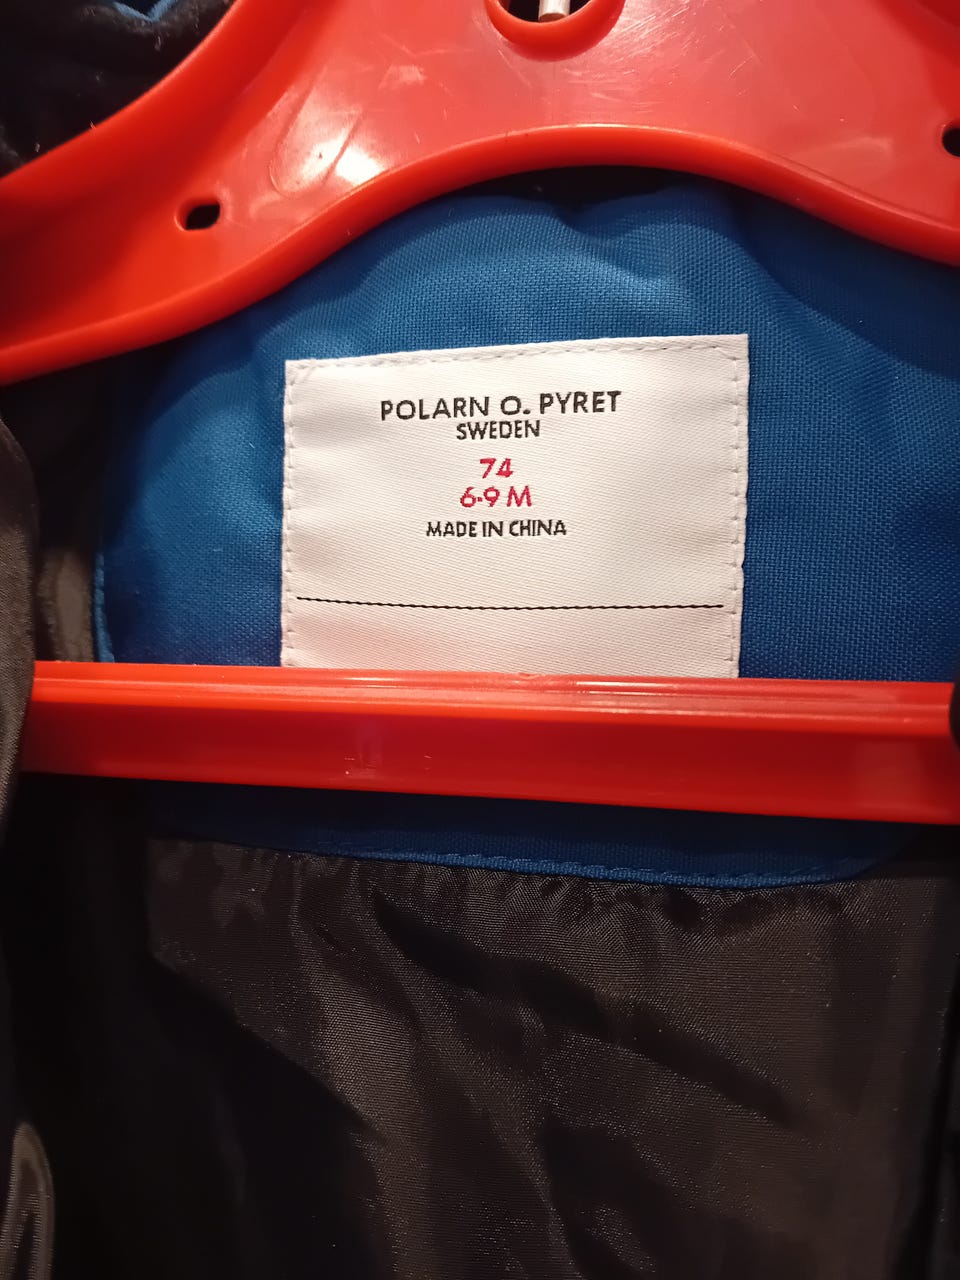 POLARN O. PYRET
SWEDEN
74
6-9 M
MADE IN CHINA